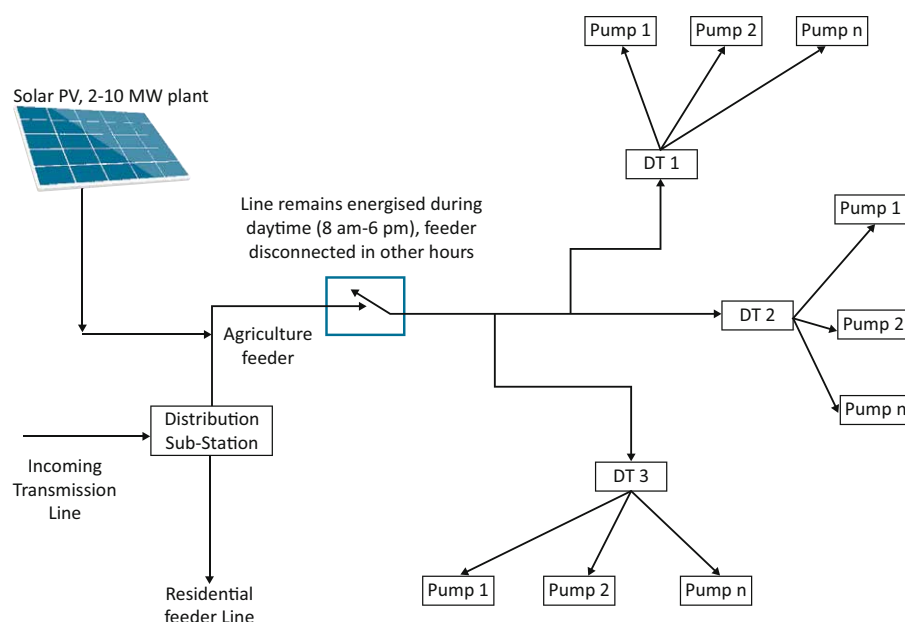 Pump 1
Pump 2
Pump n
Solar PV, 2-10 MW plant
DT 1
Line remains energised during
daytime (8 am-6 pm), feeder
disconnected in other hours
Pump 1
Agriculture
feeder
DT 2
Pump 2
Pump n
Distribution
Sub-Station
Incoming
Transmission
Line
DT 3
Pump 1
Pump 2
Pump n
Residential
feeder Line